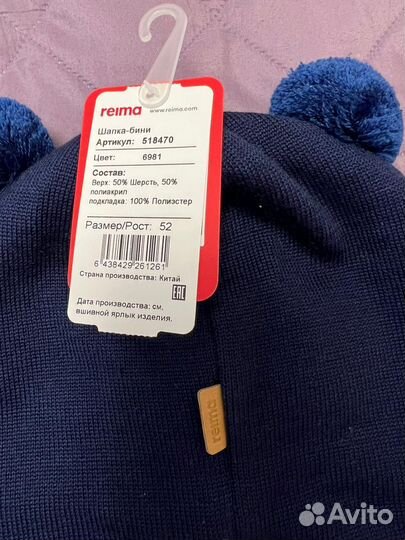 reima
www.reima.com
Шапка-бини
Артикул: 518470
Цвет: 6981
Состав:
Верх: 50% Шерсть, 50%
полиакрил
подкладка: 100% Полиэстер
Размер/Рост: 52
6 438429 261261
Страна производства: Китай
EAC
Дата производства: см.
вшивной ярлык изделия.
reima
Avito